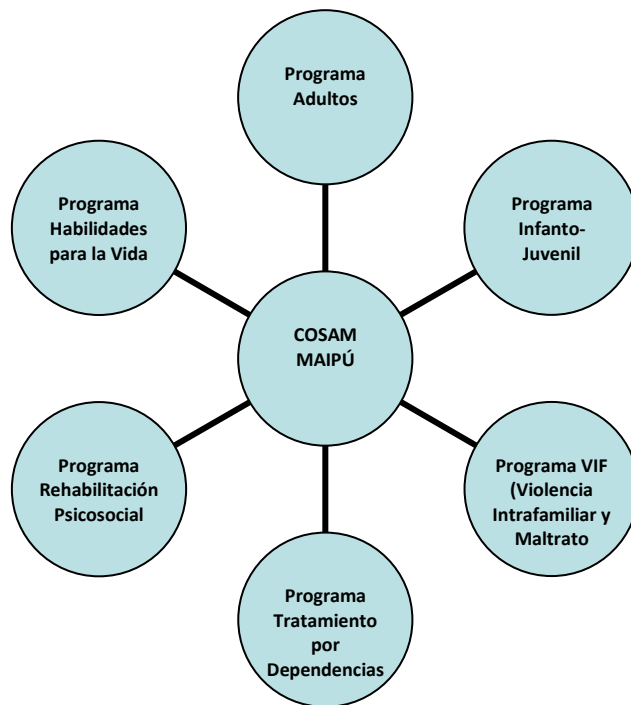 Programa
Adultos
Programa
Habilidades
para la Vida
Programa
Infanto-
Juvenil
COSAM
MAIPÚ
Programa
Rehabilitación
Psicosocial
Programa VIF
(Violencia
Intrafamiliar y
Maltrato
Programa
Tratamiento
por
Dependencias